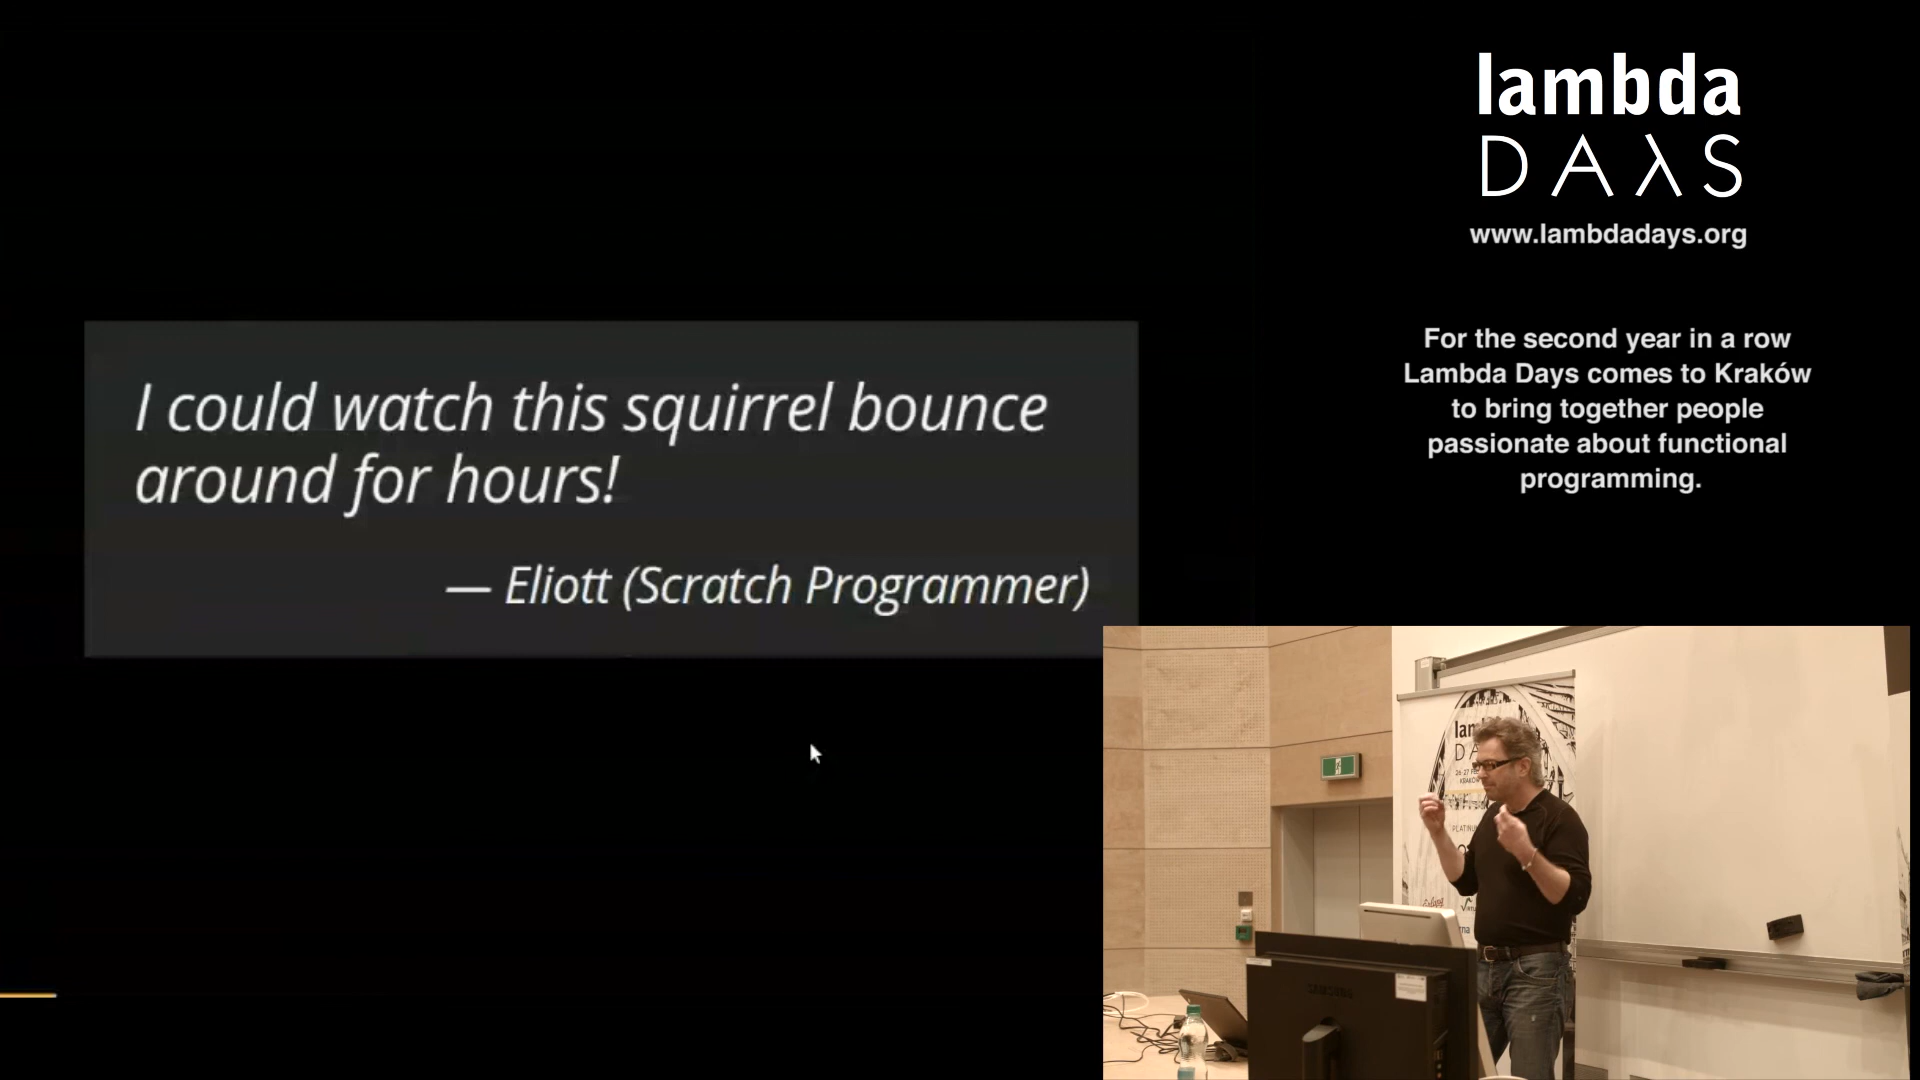 lambda
DAλS
www.lambdadays.org
For the second year in a row
Lambda Days comes to Kraków
to bring together people
passionate about functional
programming.
I could watch this squirrel bounce
around for hours!
— Eliott (Scratch Programmer)
SAMSUNG